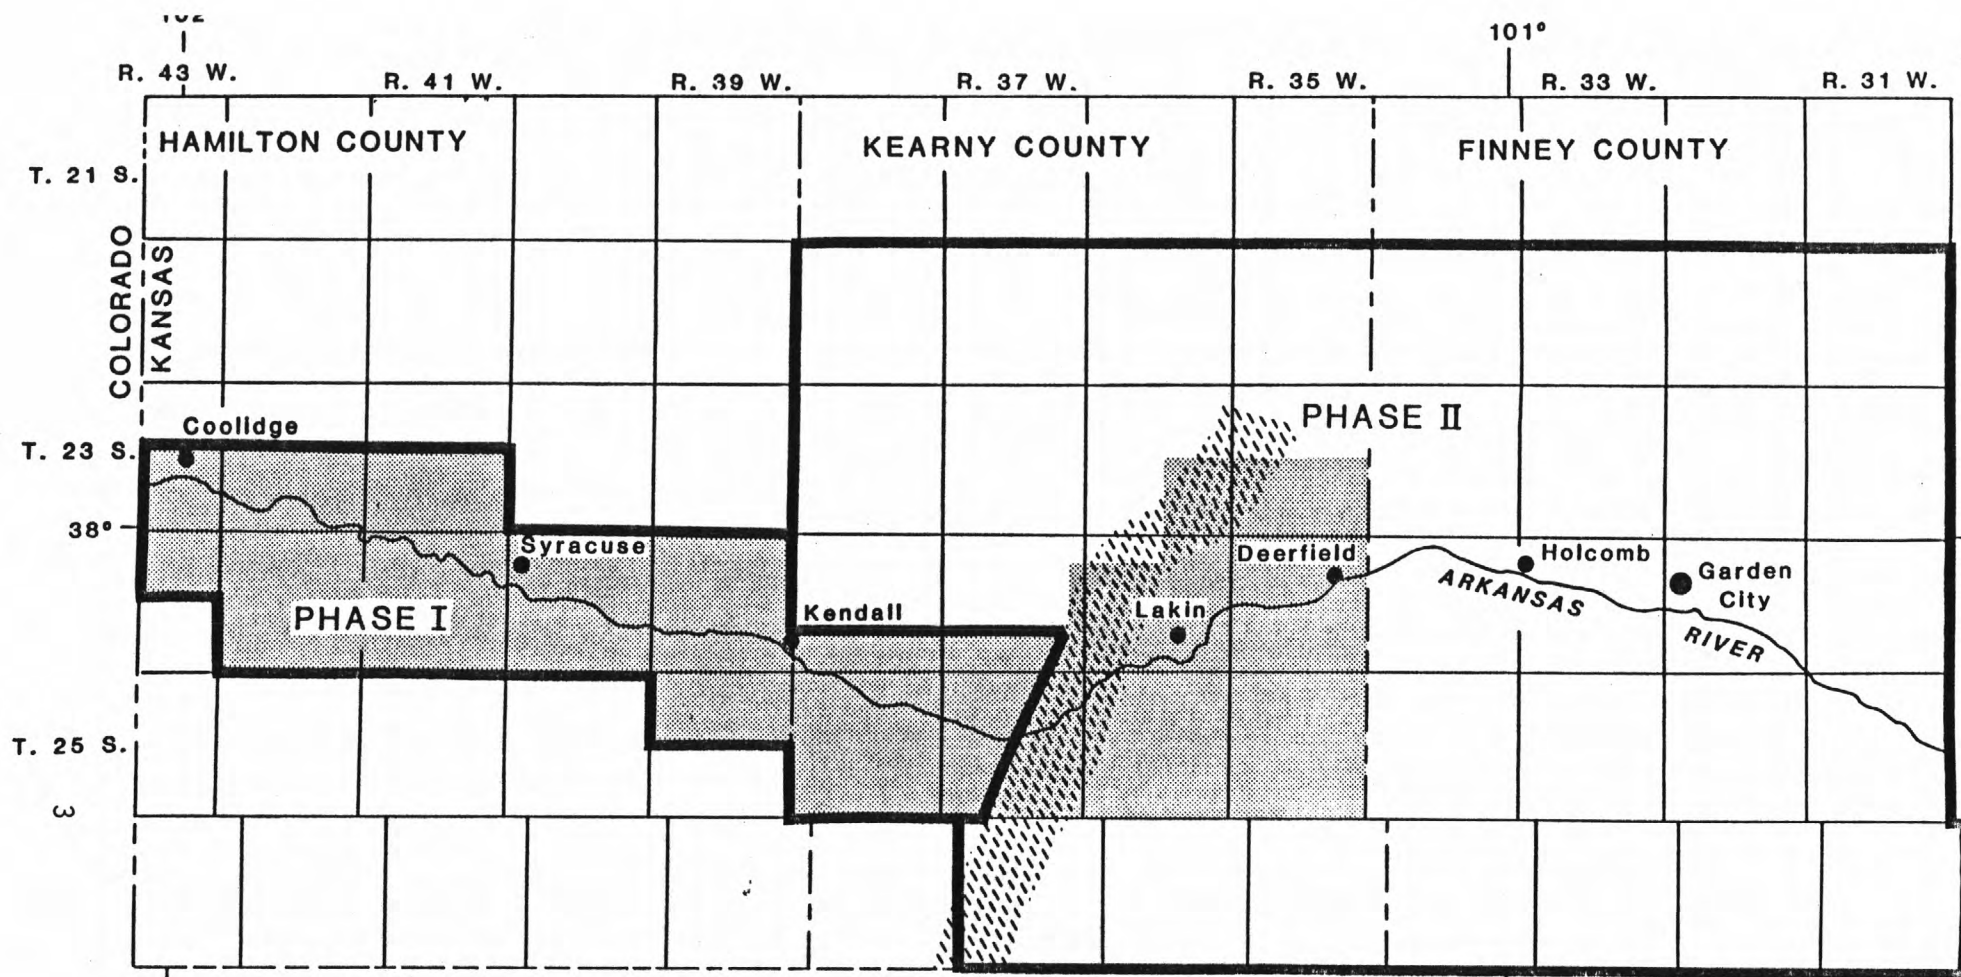 101°
R. 43 W.
R. 41 W.
R. 39 W.
R. 37 W.
R. 35 W.
R. 33 W.
R. 31 W.
HAMILTON COUNTY
KEARNY COUNTY
FINNEY COUNTY
T. 21 S.
COLORADO
KANSAS
PHASE II
Coolidge
T. 23 S.
38°
Syracuse
Deerfield
Holcomb
ARKANSAS
RIVER
Garden
City
PHASE I
Kendall
Lakin
T. 25 S.